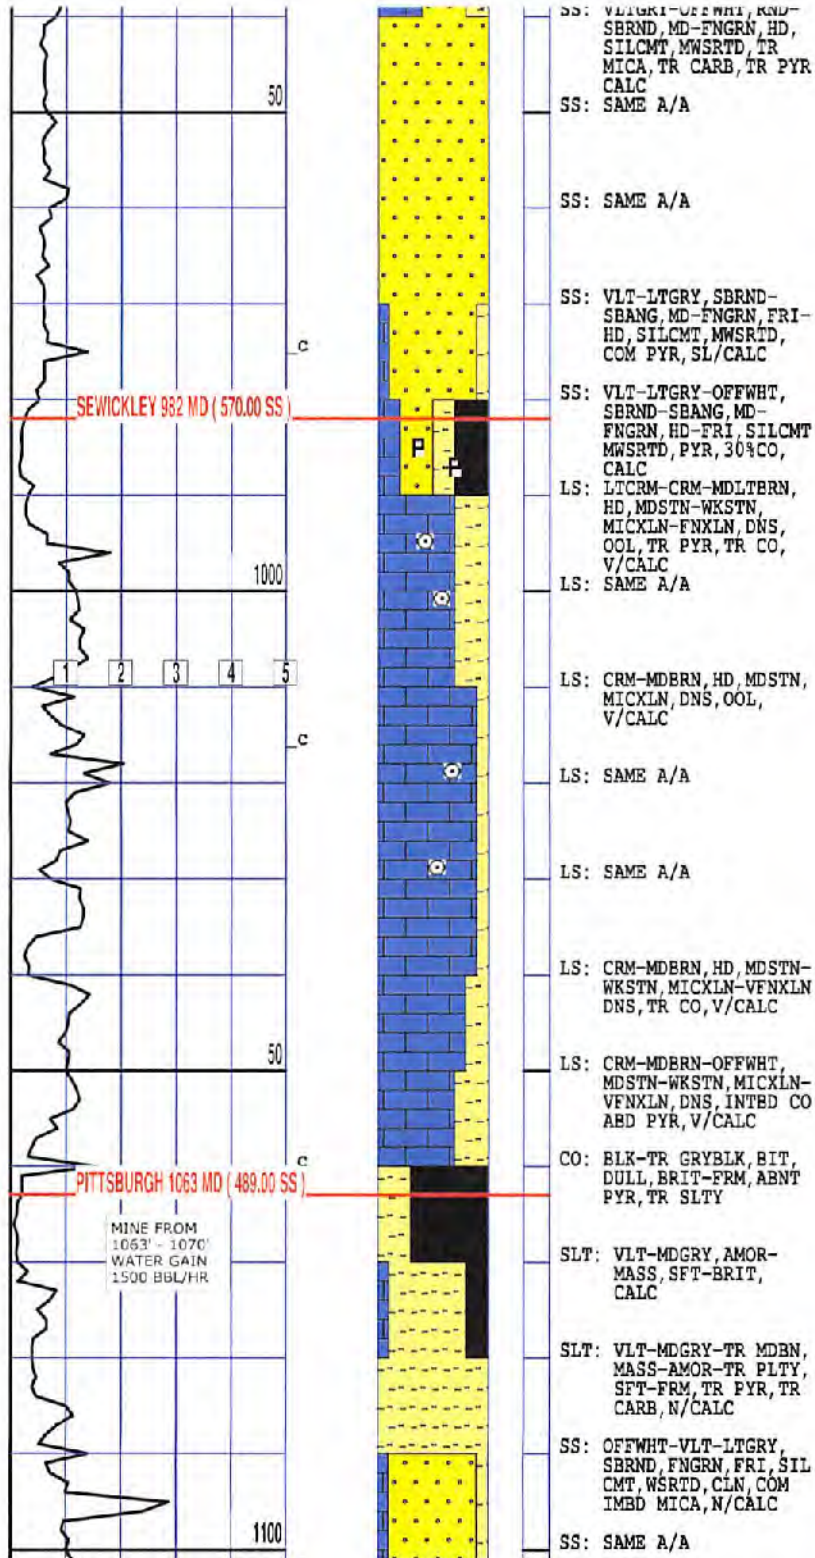 SS: VLTGRY-OFFWHT, RND-
SBRND, MD-FNGRN, HD,
SILCMT, MWSRTD, TR
MICA, TR CARB, TR PYR
CALC
50
SS: SAME A/A
SS: SAME A/A
SS: VLT-LTGRY, SBRND-
SBANG, MD-FNGRN, FRI-
HD, SILCMT, MWSRTD,
COM PYR, SL/CALC
C
SEWICKLEY 982 MD ( 570.00 SS )
SS: VLT-LTGRY-OFFWHT,
SBRND-SBANG, MD-
FNGRN, HD-FRI, SILCMT
MWSRTD, PYR, 30%CO,
CALC
P
P
LS: LTCRM-CRM-MDLTBRN,
HD, MDSTN-WKSTN,
MICXLN-FNXLN, DNS,
OOL, TR PYR, TR CO,
V/CALC
1000
LS: SAME A/A
1 2 3 4 5
LS: CRM-MDBRN, HD, MDSTN,
MICXLN, DNS, OOL,
V/CALC
C
LS: SAME A/A
LS: SAME A/A
LS: CRM-MDBRN, HD, MDSTN-
WKSTN, MICXLN-VFNXLN
DNS, TR CO, V/CALC
50
LS: CRM-MDBRN-OFFWHT,
MDSTN-WKSTN, MICXLN-
VFNXLN, DNS, INTBD CO
ABD PYR, V/CALC
C
CO: BLK-TR GRYBLK, BIT,
DULL, BRIT-FRM, ABNT
PYR, TR SLTY
PITTSBURGH 1063 MD ( 489.00 SS )
MINE FROM
1063' - 1070'
WATER GAIN
1500 BBL/HR
SLT: VLT-MDGRY, AMOR-
MASS, SFT-BRIT,
CALC
SLT: VLT-MDGRY-TR MDBN,
MASS-AMOR-TR PLTY,
SFT-FRM, TR PYR, TR
CARB, N/CALC
SS: OFFWHT-VLT-LTGRY,
SBRND, FNGRN, FRI, SIL
CMT, WSRTD, CLN, COM
IMBD MICA, N/CALC
1100
SS: SAME A/A